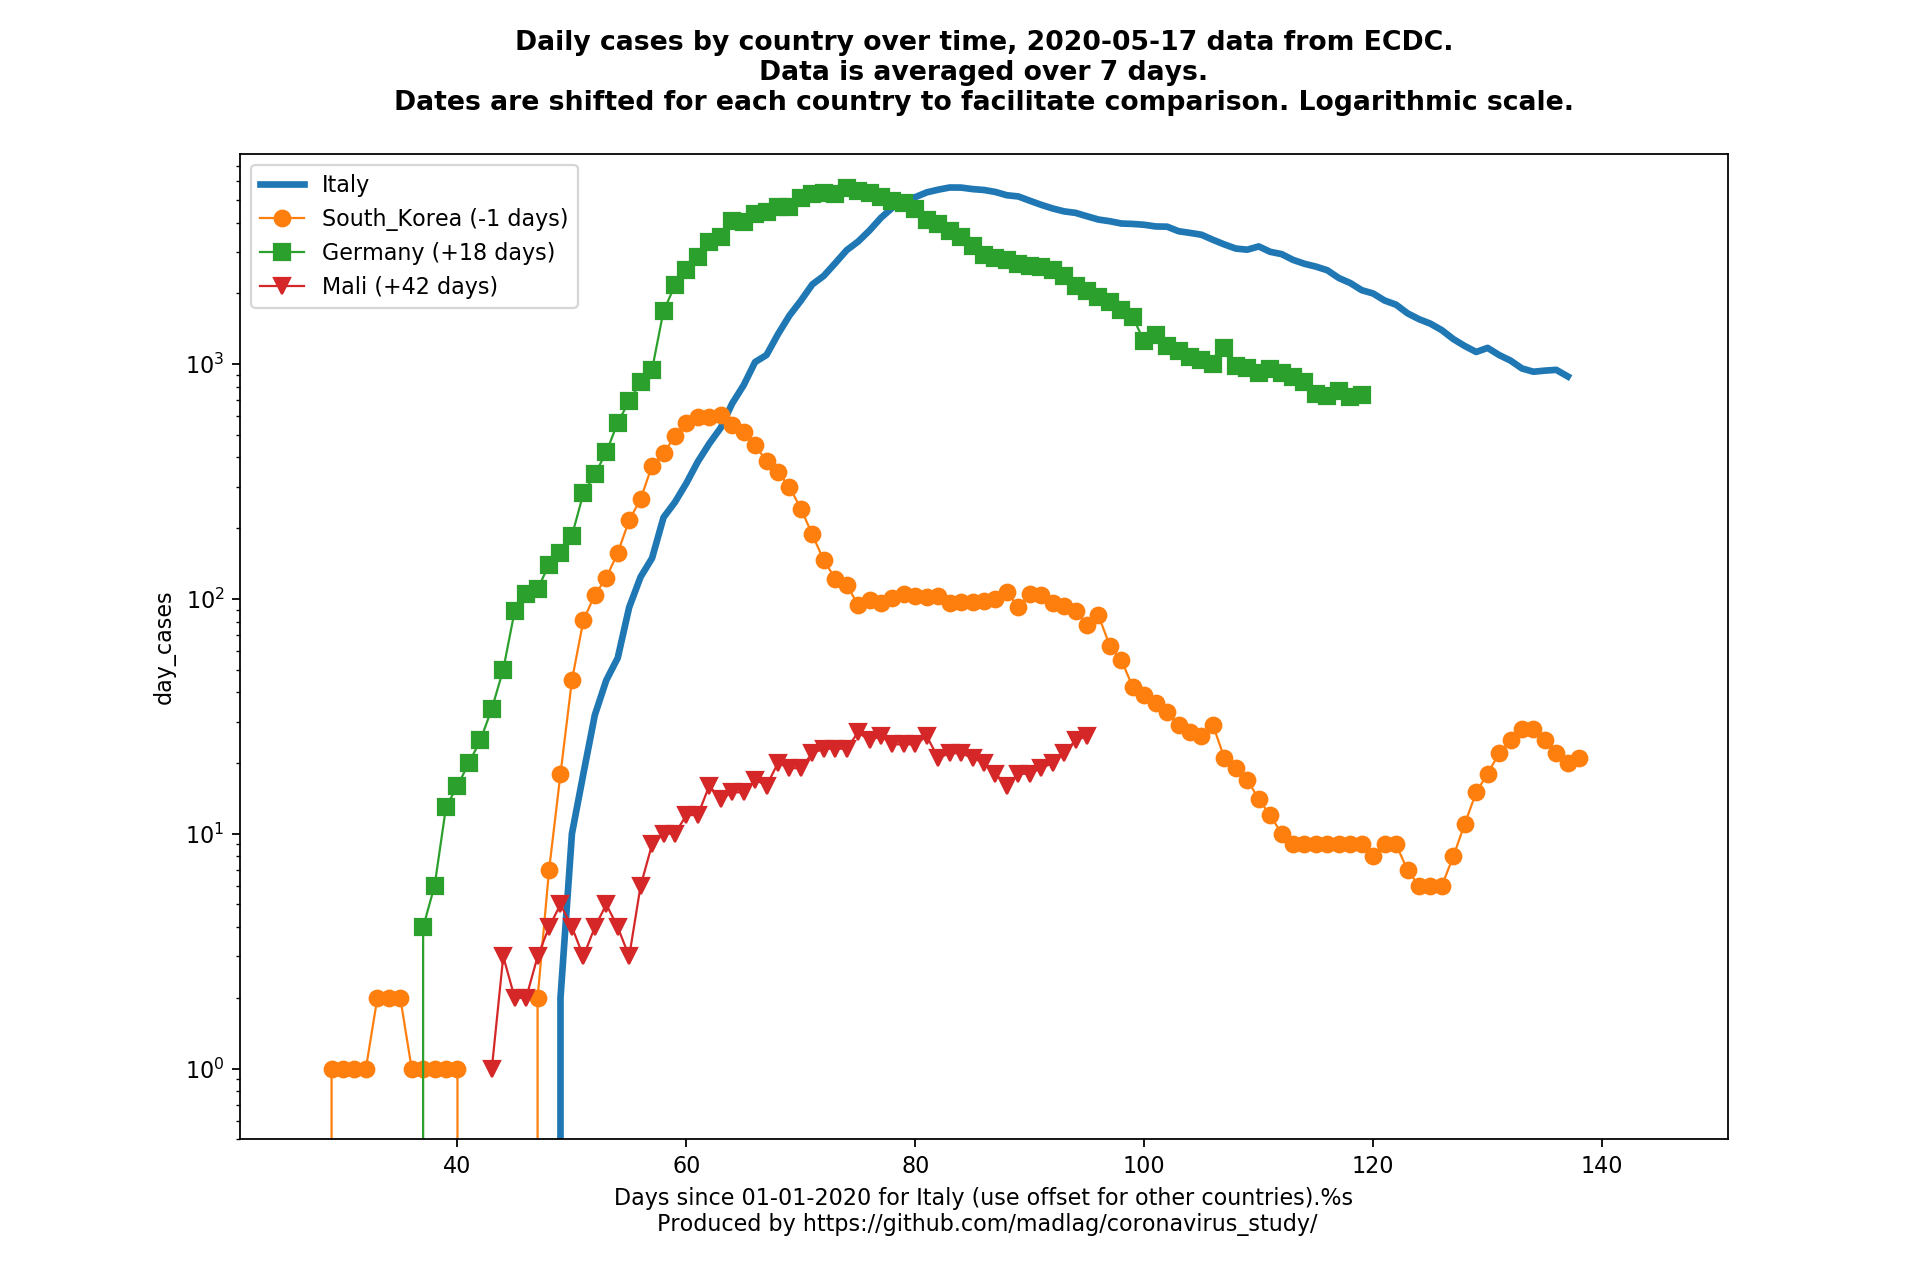 Daily cases by country over time, 2020-05-17 data from ECDC.
Data is averaged over 7 days.
Dates are shifted for each country to facilitate comparison. Logarithmic scale.
Italy
South_Korea (-1 days)
Germany (+18 days)
Mali (+42 days)
10³
10²
10¹
10⁰
day_cases
40 60 80 100 120 140
Days since 01-01-2020 for Italy (use offset for other countries).%s
Produced by https://github.com/madlag/coronavirus_study/